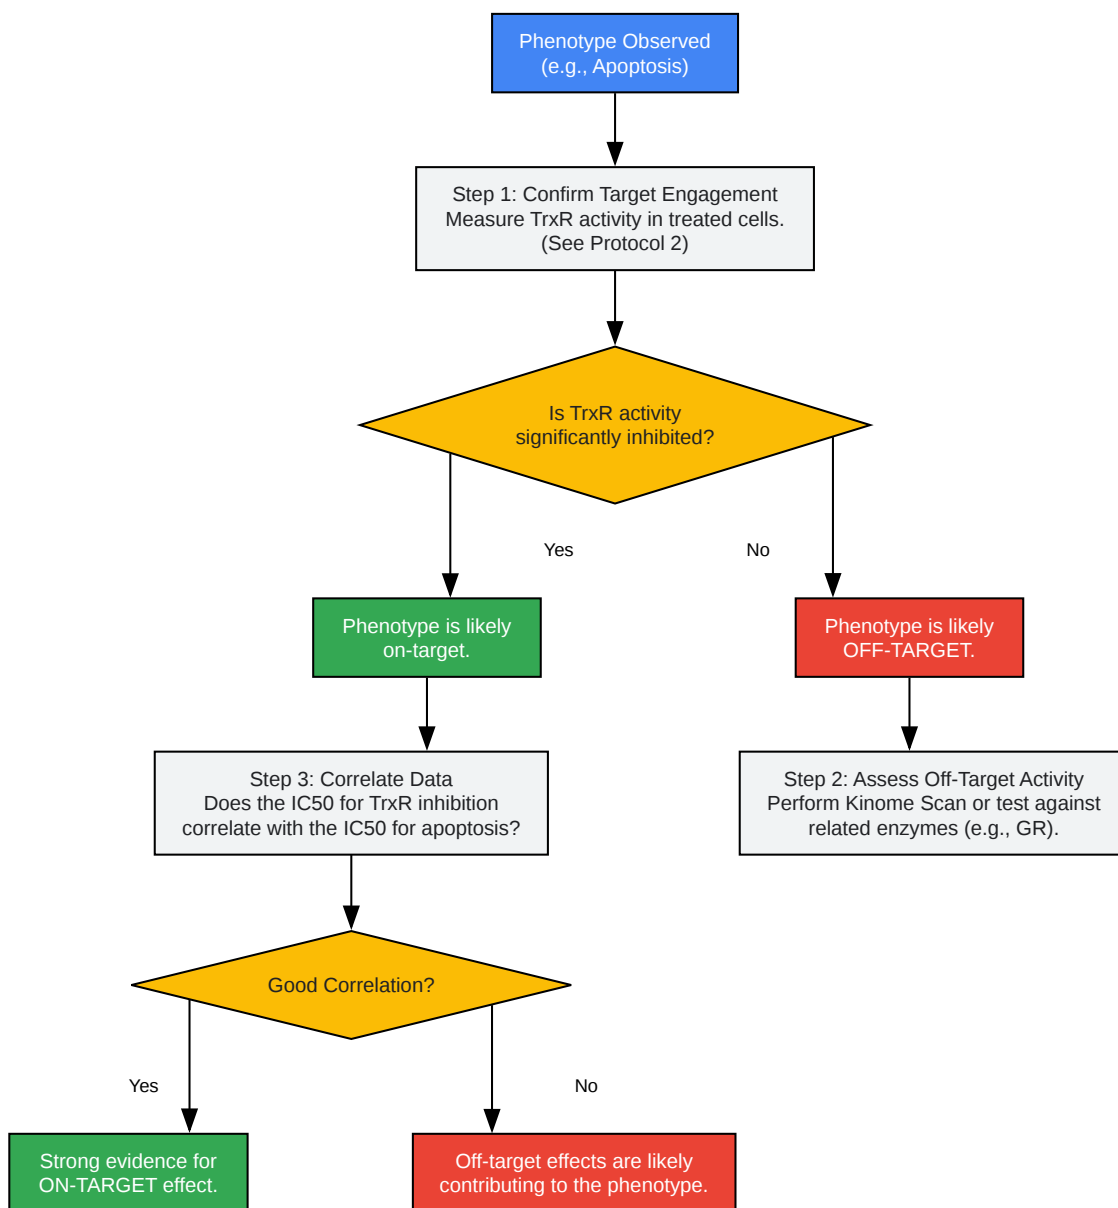 Phenotype Observed
(e.g., Apoptosis)
Step 1: Confirm Target Engagement
Measure TrxR activity in treated cells.
(See Protocol 2)
Is TrxR activity
significantly inhibited?
Yes
No
Phenotype is likely
on-target.
Phenotype is likely
OFF-TARGET.
Step 3: Correlate Data
Does the IC50 for TrxR inhibition
correlate with the IC50 for apoptosis?
Step 2: Assess Off-Target Activity
Perform Kinome Scan or test against
related enzymes (e.g., GR).
Good Correlation?
Yes
No
Strong evidence for
ON-TARGET effect.
Off-target effects are likely
contributing to the phenotype.